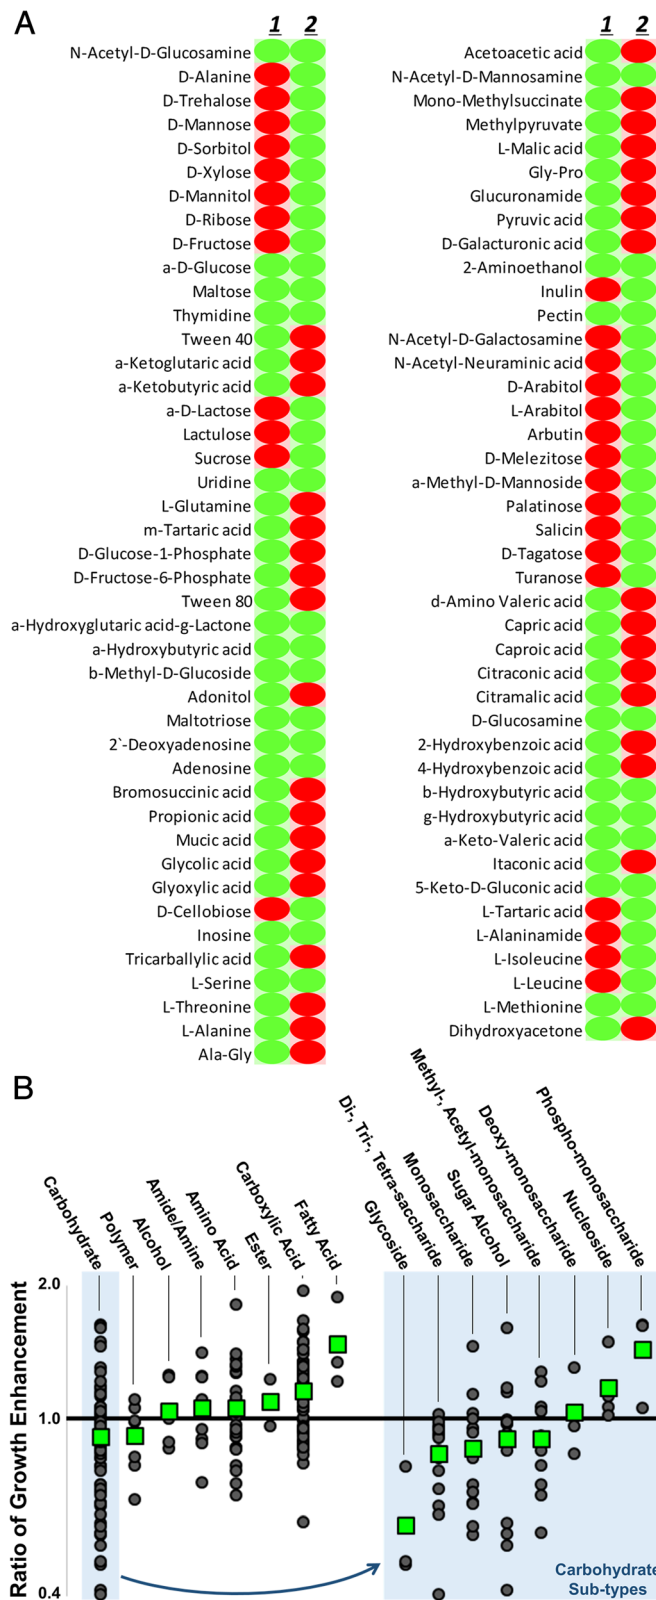 A
1 2
N-Acetyl-D-Glucosamine
D-Alanine
D-Trehalose
D-Mannose
D-Sorbitol
D-Xylose
D-Mannitol
D-Ribose
D-Fructose
a-D-Glucose
Maltose
Thymidine
Tween 40
a-Ketoglutaric acid
a-Ketobutyric acid
a-D-Lactose
Lactulose
Sucrose
Uridine
L-Glutamine
m-Tartaric acid
D-Glucose-1-Phosphate
D-Fructose-6-Phosphate
Tween 80
a-Hydroxyglutaric acid-g-Lactone
a-Hydroxybutyric acid
b-Methyl-D-Glucoside
Adonitol
Maltotriose
2`-Deoxyadenosine
Adenosine
Bromosuccinic acid
Propionic acid
Mucic acid
Glycolic acid
Glyoxylic acid
D-Cellobiose
Inosine
Tricarballylic acid
L-Serine
L-Threonine
L-Alanine
Ala-Gly
1 2
Acetoacetic acid
N-Acetyl-D-Mannosamine
Mono-Methylsuccinate
Methylpyruvate
L-Malic acid
Gly-Pro
Glucuronamide
Pyruvic acid
D-Galacturonic acid
2-Aminoethanol
Inulin
Pectin
N-Acetyl-D-Galactosamine
N-Acetyl-Neuraminic acid
D-Arabitol
L-Arabitol
Arbutin
D-Melezitose
a-Methyl-D-Mannoside
Palatinose
Salicin
D-Tagatose
Turanose
d-Amino Valeric acid
Capric acid
Caproic acid
Citraconic acid
Citramalic acid
D-Glucosamine
2-Hydroxybenzoic acid
4-Hydroxybenzoic acid
b-Hydroxybutyric acid
g-Hydroxybutyric acid
a-Keto-Valeric acid
Itaconic acid
5-Keto-D-Gluconic acid
L-Tartaric acid
L-Alaninamide
L-Isoleucine
L-Leucine
L-Methionine
Dihydroxyacetone
B
Carbohydrate
Polymer
Alcohol
Amide/Amine
Amino Acid
Ester
Carboxylic Acid
Fatty Acid
Glycoside
Di-, Tri-, Tetra-saccharide
Monosaccharide
Sugar Alcohol
Methyl-, Acetyl-monosaccharide
Deoxy-monosaccharide
Nucleoside
Phospho-monosaccharide
Ratio of Growth Enhancement
2.0
1.0
0.4
Carbohydrate
Sub-types